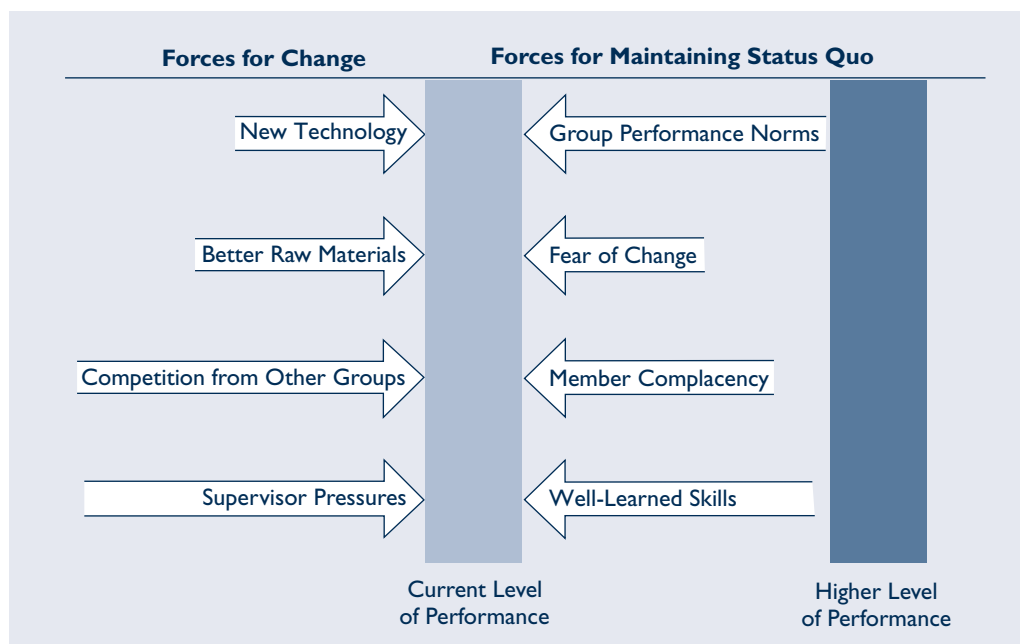 Forces for Change
Forces for Maintaining Status Quo
New Technology
Group Performance Norms
Better Raw Materials
Fear of Change
Competition from Other Groups
Member Complacency
Supervisor Pressures
Well-Learned Skills
Current Level
of Performance
Higher Level
of Performance